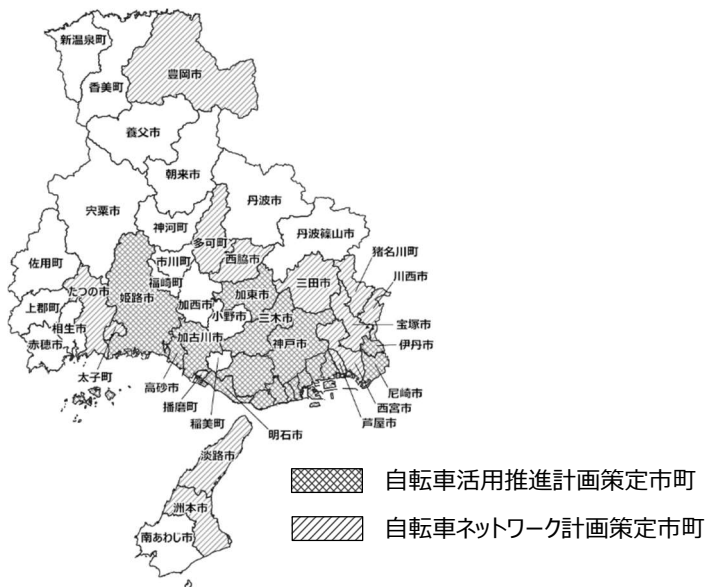 新温泉町
豊岡市
香美町
養父市
朝来市
宍粟市
丹波市
神河町
丹波篠山市
多可町
猪名川町
佐用町
市川町
西脇市
三田市
川西市
たつの市
福崎町
姫路市
加西市
加東市
上郡町
小野市
三木市
宝塚市
相生市
赤穂市
加古川市
神戸市
伊丹市
太子町
高砂市
尼崎市
播磨町
西宮市
稲美町
芦屋市
明石市
淡路市
洲本市
南あわじ市
自転車活用推進計画策定市町
自転車ネットワーク計画策定市町